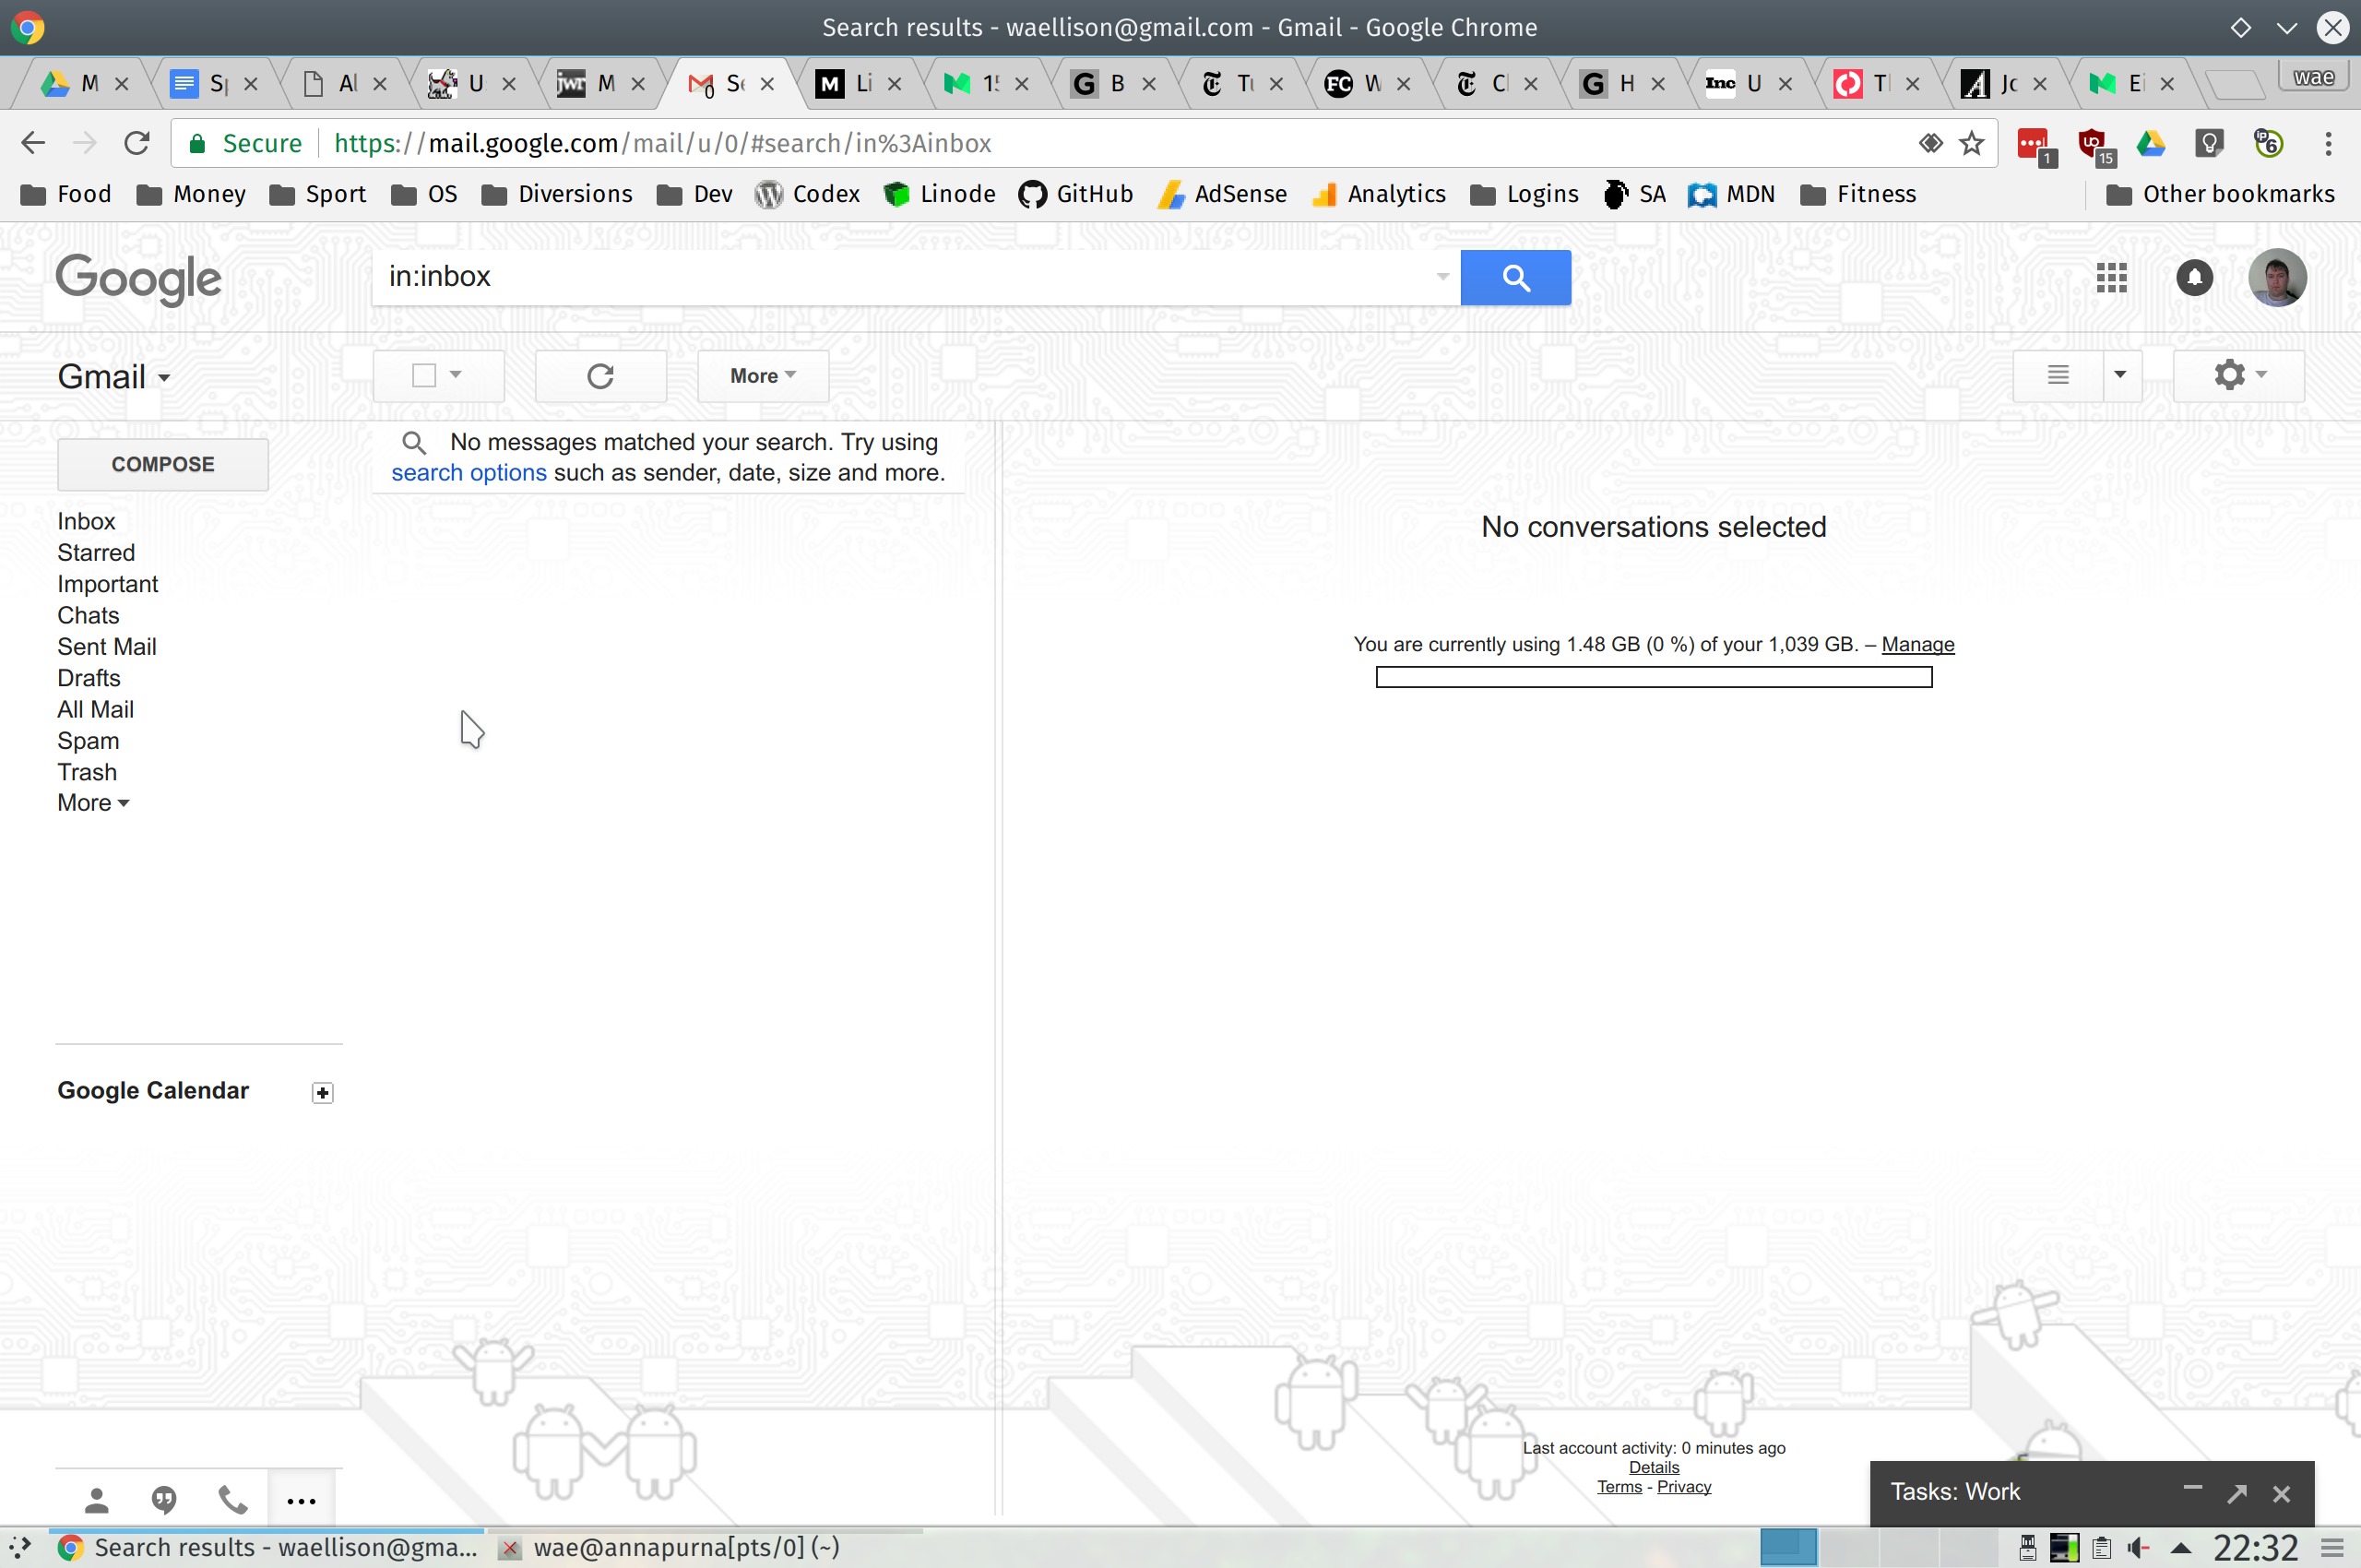 Search results - waellison@gmail.com - Gmail - Google Chrome
M
U
M
M Li
G B
FC W
G H
Inc U
wae
Secure https://mail.google.com/mail/u/0/#search/in%3Ainbox
1 15 6
Food Money Sport OS Diversions Dev Codex Linode GitHub AdSense Analytics Logins SA MDN Fitness Other bookmarks
Google
in:inbox
Gmail
More
COMPOSE
No messages matched your search. Try using
search options such as sender, date, size and more.
Inbox
Starred
Important
Chats
Sent Mail
Drafts
All Mail
Spam
Trash
More
No conversations selected
You are currently using 1.48 GB (0 %) of your 1,039 GB. – Manage
Google Calendar
Last account activity: 0 minutes ago
Details
Terms - Privacy
Tasks: Work
Search results - waellison@gma... wae@annapurna[pts/0] (~) 22:32